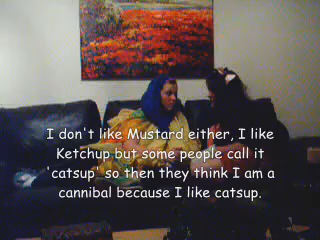 I don't like Mustard either, I like
Ketchup but some people call it
'catsup' so then they think I am a
cannibal because I like catsup.